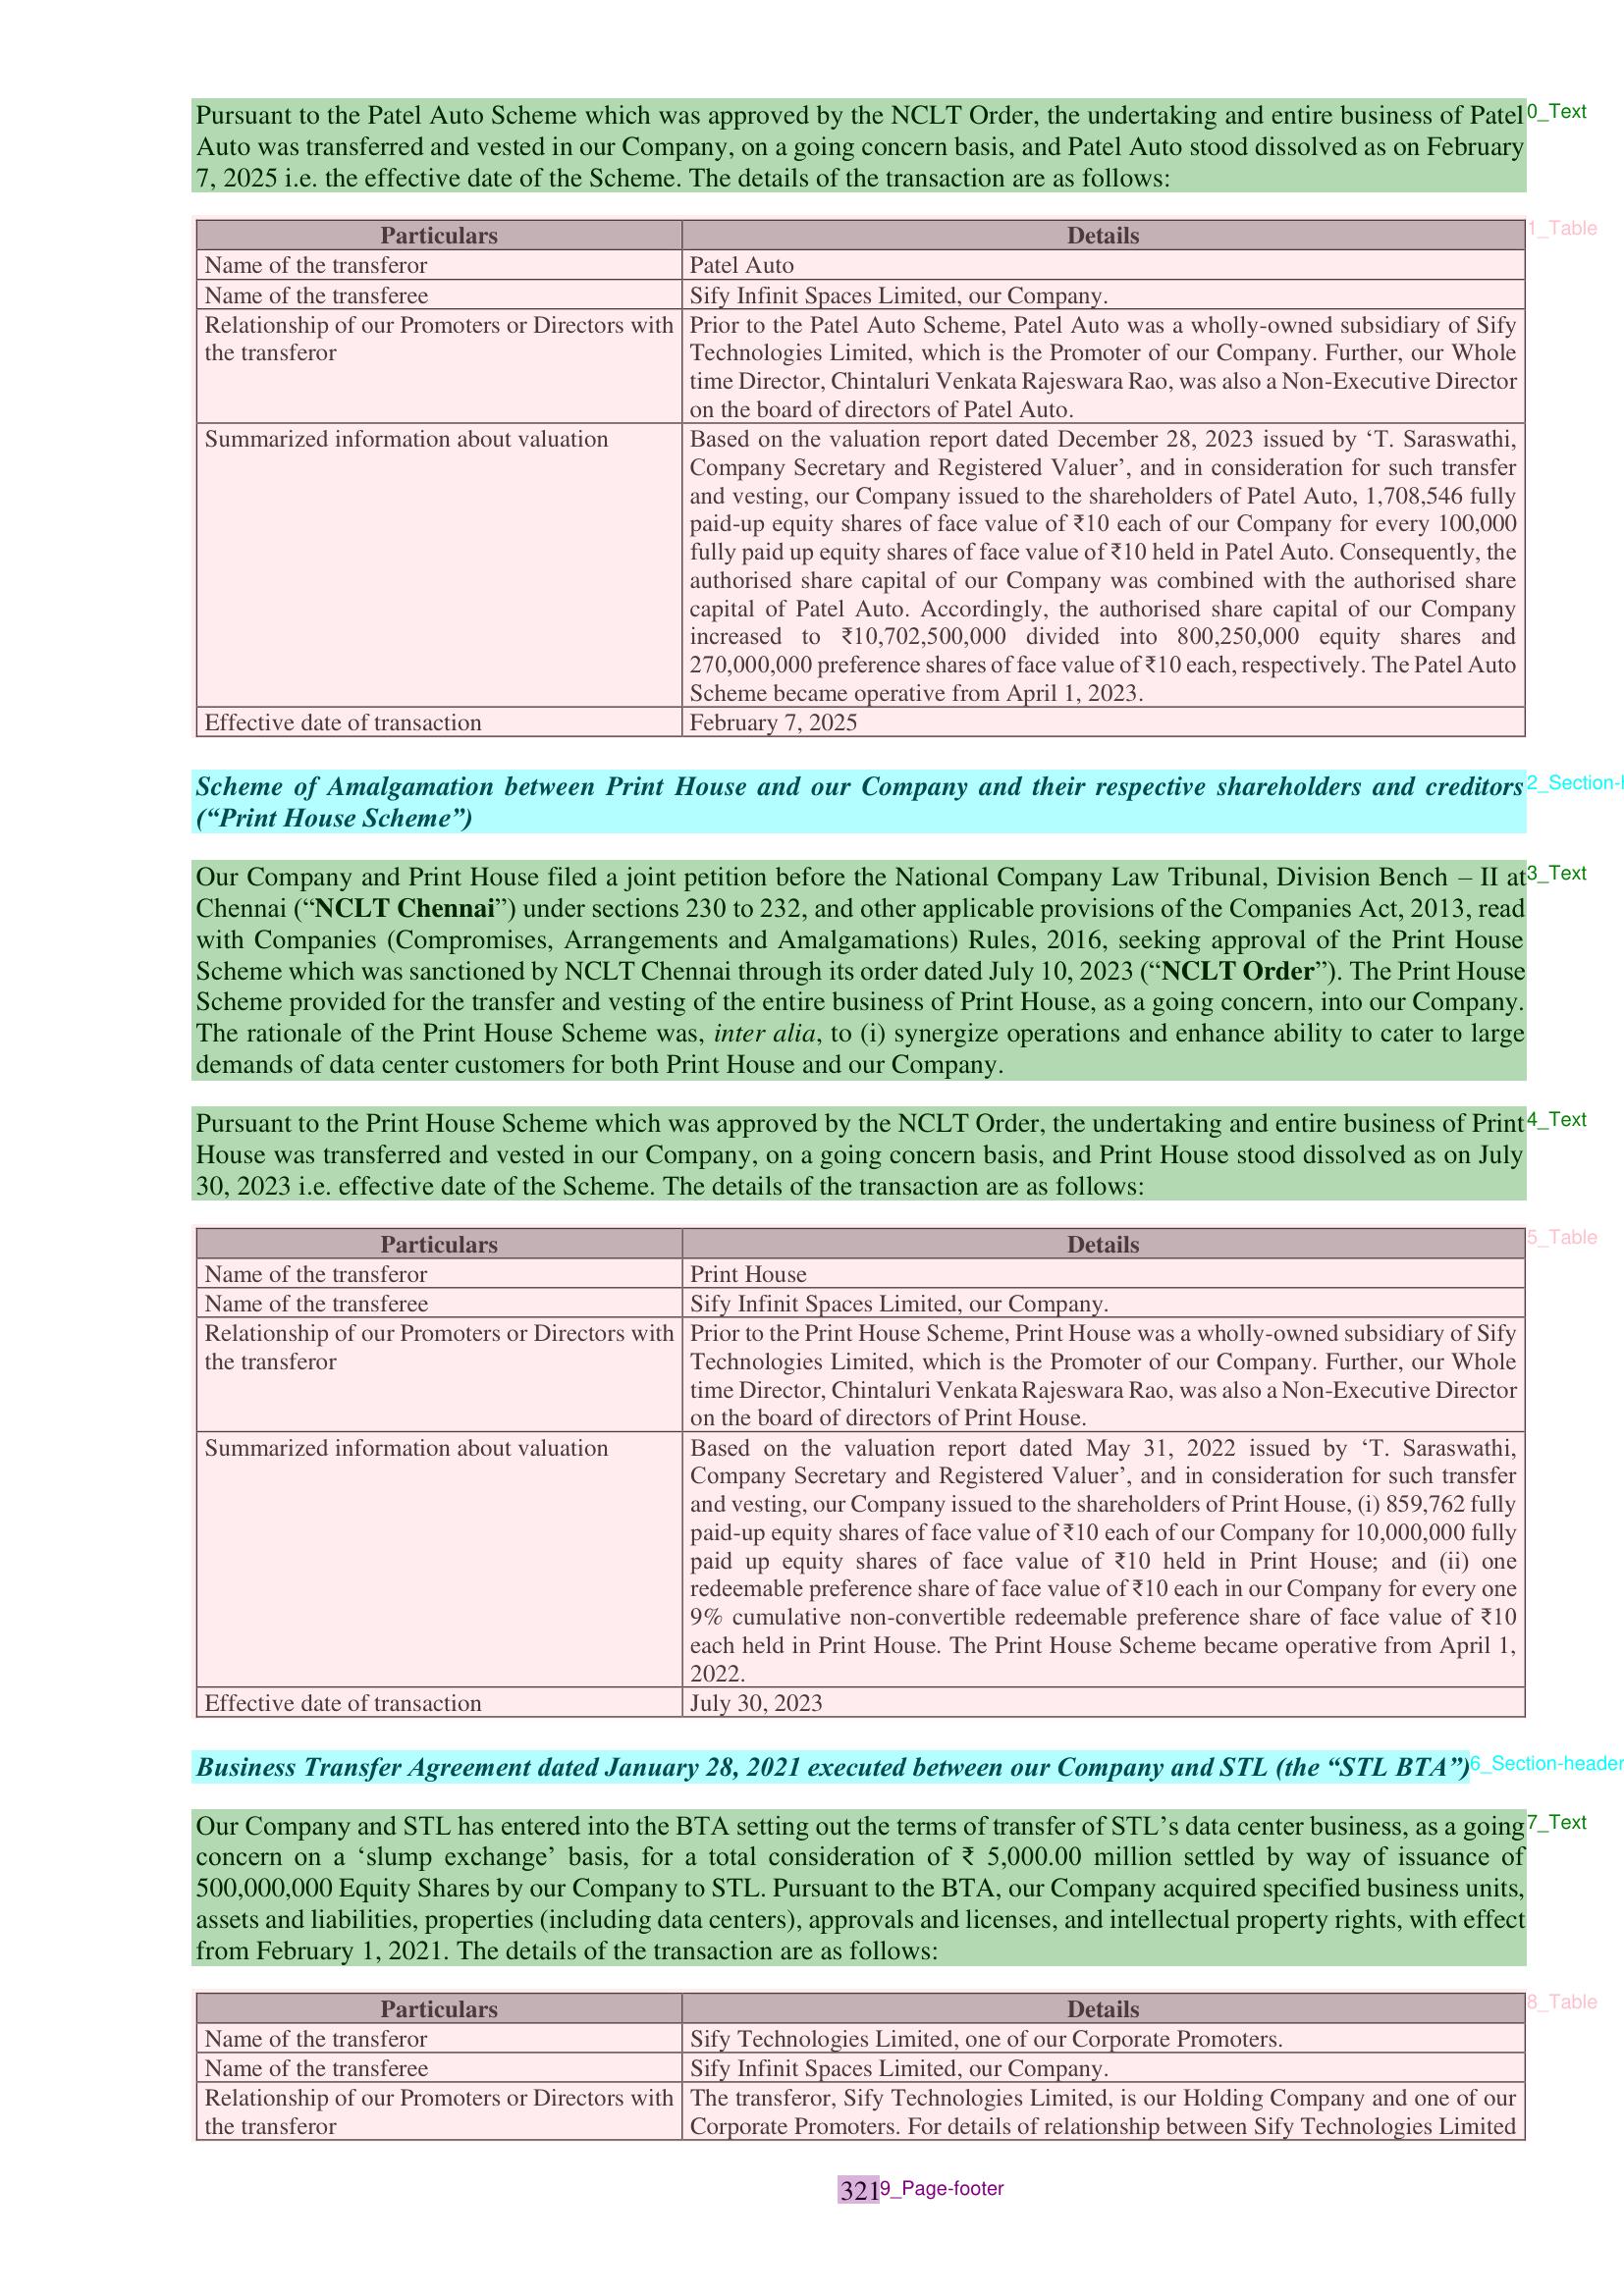 Pursuant to the Patel Auto Scheme which was approved by the NCLT Order, the undertaking and entire business of Patel
0_Text
Auto was transferred and vested in our Company, on a going concern basis, and Patel Auto stood dissolved as on February
7, 2025 i.e. the effective date of the Scheme. The details of the transaction are as follows:
1_Table
Particulars Details
Name of the transferor Patel Auto
Name of the transferee Sify Infinit Spaces Limited, our Company.
Relationship of our Promoters or Directors with
the transferor
Prior to the Patel Auto Scheme, Patel Auto was a wholly-owned subsidiary of Sify
Technologies Limited, which is the Promoter of our Company. Further, our Whole
time Director, Chintaluri Venkata Rajeswara Rao, was also a Non-Executive Director
on the board of directors of Patel Auto.
Summarized information about valuation
Based on the valuation report dated December 28, 2023 issued by ‘T. Saraswathi,
Company Secretary and Registered Valuer’, and in consideration for such transfer
and vesting, our Company issued to the shareholders of Patel Auto, 1,708,546 fully
paid-up equity shares of face value of ₹10 each of our Company for every 100,000
fully paid up equity shares of face value of ₹10 held in Patel Auto. Consequently, the
authorised share capital of our Company was combined with the authorised share
capital of Patel Auto. Accordingly, the authorised share capital of our Company
increased to ₹10,702,500,000 divided into 800,250,000 equity shares and
270,000,000 preference shares of face value of ₹10 each, respectively. The Patel Auto
Scheme became operative from April 1, 2023.
Effective date of transaction February 7, 2025
Scheme of Amalgamation between Print House and our Company and their respective shareholders and creditors
2_Section-h
(“Print House Scheme”)
Our Company and Print House filed a joint petition before the National Company Law Tribunal, Division Bench – II at
3_Text
Chennai (“NCLT Chennai”) under sections 230 to 232, and other applicable provisions of the Companies Act, 2013, read
with Companies (Compromises, Arrangements and Amalgamations) Rules, 2016, seeking approval of the Print House
Scheme which was sanctioned by NCLT Chennai through its order dated July 10, 2023 (“NCLT Order”). The Print House
Scheme provided for the transfer and vesting of the entire business of Print House, as a going concern, into our Company.
The rationale of the Print House Scheme was, inter alia, to (i) synergize operations and enhance ability to cater to large
demands of data center customers for both Print House and our Company.
Pursuant to the Print House Scheme which was approved by the NCLT Order, the undertaking and entire business of Print
4_Text
House was transferred and vested in our Company, on a going concern basis, and Print House stood dissolved as on July
30, 2023 i.e. effective date of the Scheme. The details of the transaction are as follows:
5_Table
Particulars Details
Name of the transferor Print House
Name of the transferee Sify Infinit Spaces Limited, our Company.
Relationship of our Promoters or Directors with
the transferor
Prior to the Print House Scheme, Print House was a wholly-owned subsidiary of Sify
Technologies Limited, which is the Promoter of our Company. Further, our Whole
time Director, Chintaluri Venkata Rajeswara Rao, was also a Non-Executive Director
on the board of directors of Print House.
Summarized information about valuation
Based on the valuation report dated May 31, 2022 issued by ‘T. Saraswathi,
Company Secretary and Registered Valuer’, and in consideration for such transfer
and vesting, our Company issued to the shareholders of Print House, (i) 859,762 fully
paid-up equity shares of face value of ₹10 each of our Company for 10,000,000 fully
paid up equity shares of face value of ₹10 held in Print House; and (ii) one
redeemable preference share of face value of ₹10 each in our Company for every one
9% cumulative non-convertible redeemable preference share of face value of ₹10
each held in Print House. The Print House Scheme became operative from April 1,
2022.
Effective date of transaction July 30, 2023
Business Transfer Agreement dated January 28, 2021 executed between our Company and STL (the “STL BTA”)
6_Section-header
Our Company and STL has entered into the BTA setting out the terms of transfer of STL’s data center business, as a going
7_Text
concern on a ‘slump exchange’ basis, for a total consideration of ₹ 5,000.00 million settled by way of issuance of
500,000,000 Equity Shares by our Company to STL. Pursuant to the BTA, our Company acquired specified business units,
assets and liabilities, properties (including data centers), approvals and licenses, and intellectual property rights, with effect
from February 1, 2021. The details of the transaction are as follows:
8_Table
Particulars Details
Name of the transferor Sify Technologies Limited, one of our Corporate Promoters.
Name of the transferee Sify Infinit Spaces Limited, our Company.
Relationship of our Promoters or Directors with
the transferor
The transferor, Sify Technologies Limited, is our Holding Company and one of our
Corporate Promoters. For details of relationship between Sify Technologies Limited
321
9_Page-footer